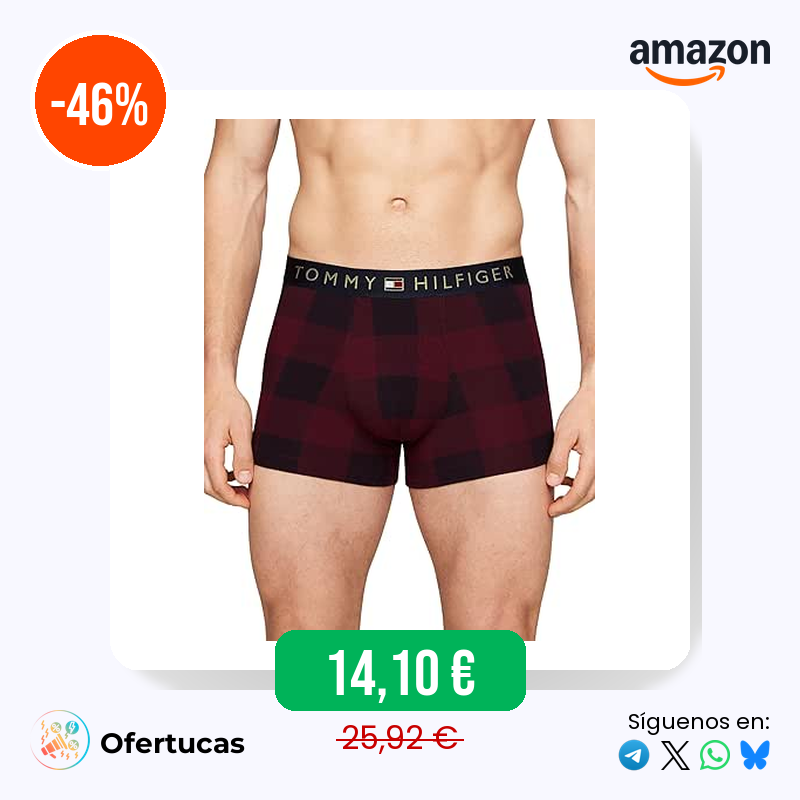 -46%
amazon
TOMMY HILFIGER
14,10 €
25,92 €
Ofertucas
Síguenos en: